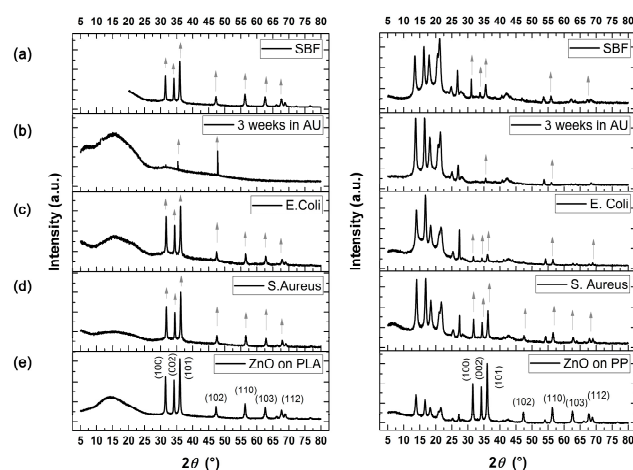 5 10 15 20 25 30 35 40 45 50 55 60 65 70 75 80
5 10 15 20 25 30 35 40 45 50 55 60 65 70 75 80
(a)
SBF
SBF
(b)
3 weeks in AU
3 weeks in AU
(c)
E.Coli
E. Coli
(d)
S.Aureus
S. Aureus
(e)
ZnO on PLA
ZnO on PP
(100)
(002)
(101)
(102)
(110)
(103)
(112)
(100)
(002)
(101)
(102)
(110)
(103)
(112)
Intensity (a.u.)
Intensity (a.u.)
5 10 15 20 25 30 35 40 45 50 55 60 65 70 75 80
5 10 15 20 25 30 35 40 45 50 55 60 65 70 75 80
2θ (°)
2θ (°)